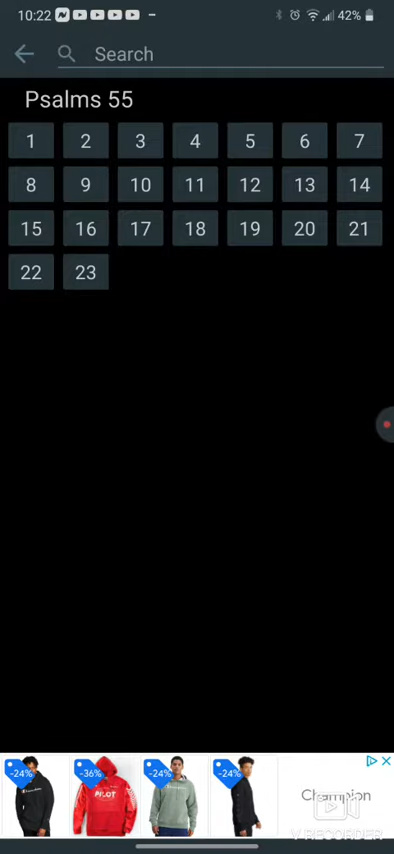 10:22 42%
Search
Psalms 55
1 2 3 4 5 6 7
8 9 10 11 12 13 14
15 16 17 18 19 20 21
22 23
-24% -36% -24% -24%
PILOT
Champion
V RECORDER